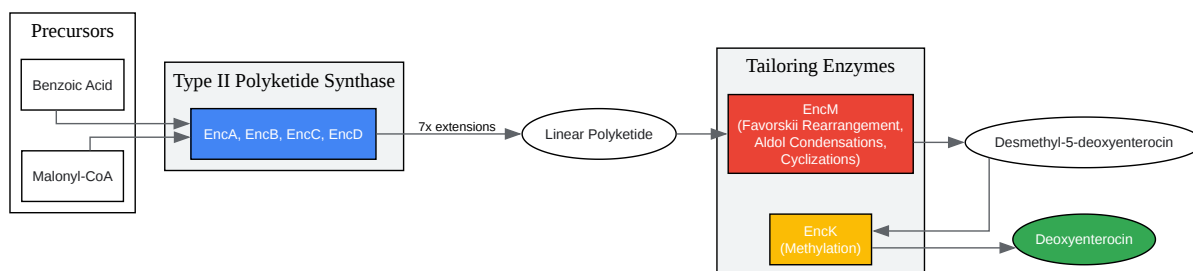 Precursors
Benzoic Acid
Malonyl-CoA
Type II Polyketide Synthase
EncA, EncB, EncC, EncD
7x extensions
Linear Polyketide
Tailoring Enzymes
EncM
(Favorskii Rearrangement,
Aldol Condensations,
Cyclizations)
Desmethyl-5-deoxyenterocin
EncK
(Methylation)
Deoxyenterocin